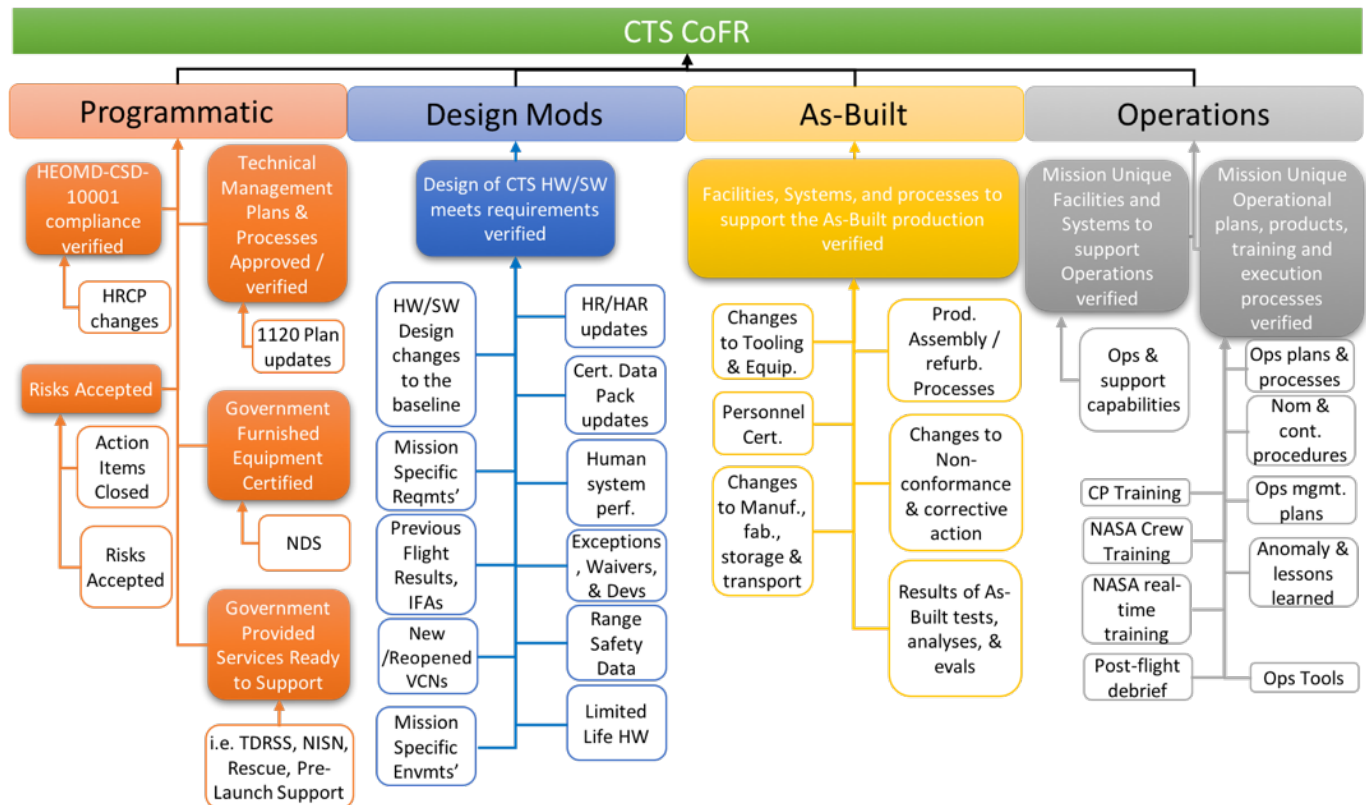 CTS CoFR
Programmatic
HEOMD-CSD-
10001
compliance
verified
HRCP
changes
Technical
Management
Plans &
Processes
Approved /
verified
1120 Plan
updates
Risks Accepted
Action
Items
Closed
Risks
Accepted
Government
Furnished
Equipment
Certified
NDS
Government
Provided
Services Ready
to Support
i.e. TDRSS, NISN,
Rescue, Pre-
Launch Support
Design Mods
Design of CTS HW/SW
meets requirements
verified
HW/SW
Design
changes
to the
baseline
Mission
Specific
Reqmts’
Previous
Flight
Results,
IFAs
New
/Reopened
VCNs
Mission
Specific
Envmts’
HR/HAR
updates
Cert. Data
Pack
updates
Human
system
perf.
Exceptions
, Waivers,
& Devs
Range
Safety
Data
Limited
Life HW
As-Built
Facilities, Systems, and processes to
support the As-Built production
verified
Changes
to Tooling
& Equip.
Personnel
Cert.
Changes
to Manuf.,
fab.,
storage &
transport
Prod.
Assembly /
refurb.
Processes
Changes to
Non-
conformance
& corrective
action
Results of As-
Built tests,
analyses, &
evals
Operations
Mission Unique
Facilities and
Systems to
support
Operations
verified
Ops &
support
capabilities
Mission Unique
Operational
plans, products,
training and
execution
processes
verified
CP Training
NASA Crew
Training
NASA real-
time
training
Post-flight
debrief
Ops plans &
processes
Nom &
cont.
procedures
Ops mgmt.
plans
Anomaly &
lessons
learned
Ops Tools